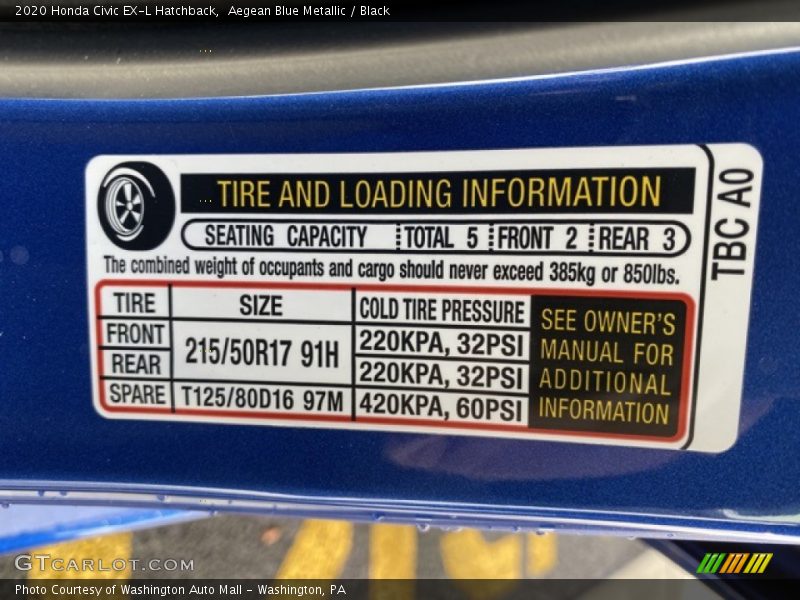 2020 Honda Civic EX-L Hatchback,  Aegean Blue Metallic / Black
TIRE AND LOADING INFORMATION
SEATING CAPACITY TOTAL 5 FRONT 2 REAR 3
The combined weight of occupants and cargo should never exceed 385kg or 850lbs.
TIRE SIZE COLD TIRE PRESSURE
FRONT 215/50R17 91H 220KPA, 32PSI
REAR 220KPA, 32PSI
SPARE T125/80D16 97M 420KPA, 60PSI
SEE OWNER'S
MANUAL FOR
ADDITIONAL
INFORMATION
TBC A0
GTCARLOT.COM
Photo Courtesy of Washington Auto Mall - Washington, PA